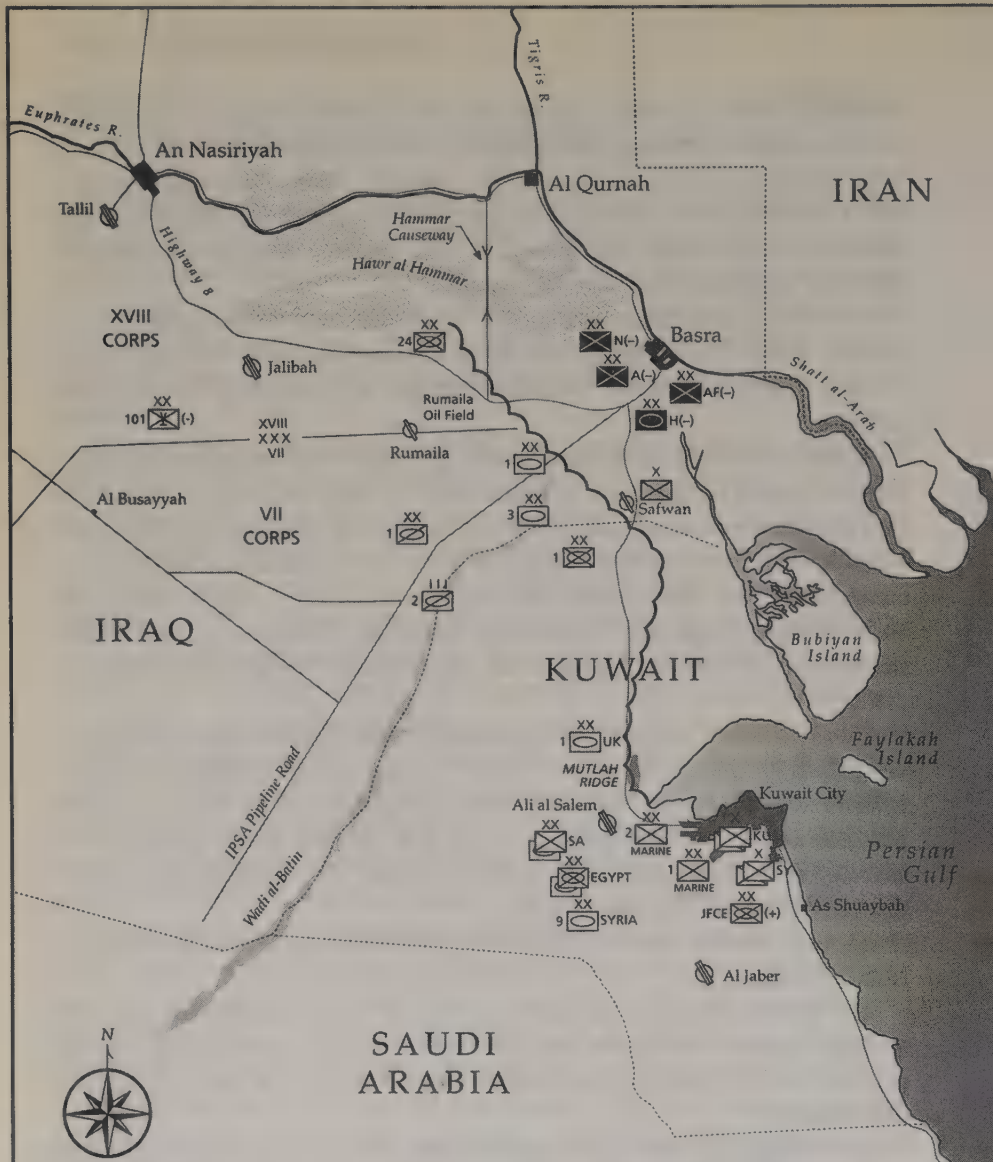 Tigris R.
Euphrates R.
An Nasiriyah
Al Qurnah
IRAN
Tallil
Hammar
Causeway
Highway 8
Hawr al Hammar
XVIII
CORPS
XX
24
XX
N(–)
Basra
XX
A(–)
XX
AF(–)
Shatt al-Arab
Jalibah
XX
101
(-)
XVIII
XXX
VII
Rumaila
Oil Field
Rumaila
XX
H(–)
XX
1
X
Safwan
Al Busayyah
VII
CORPS
XX
1
XX
3
XX
1
III
2
IRAQ
KUWAIT
Bubiyan
Island
IPSA Pipeline Road
Wadi al-Batin
XX
1
UK
MUTLAH
RIDGE
Faylakah
Island
Kuwait City
Ali al Salem
XX
SA
XX
2
MARINE
X
KU
XX
EGYPT
XX
1
MARINE
X
SY
Persian
Gulf
XX
9
SYRIA
XX
JFCE
(+)
As Shuaybah
Al Jaber
SAUDI
ARABIA
N